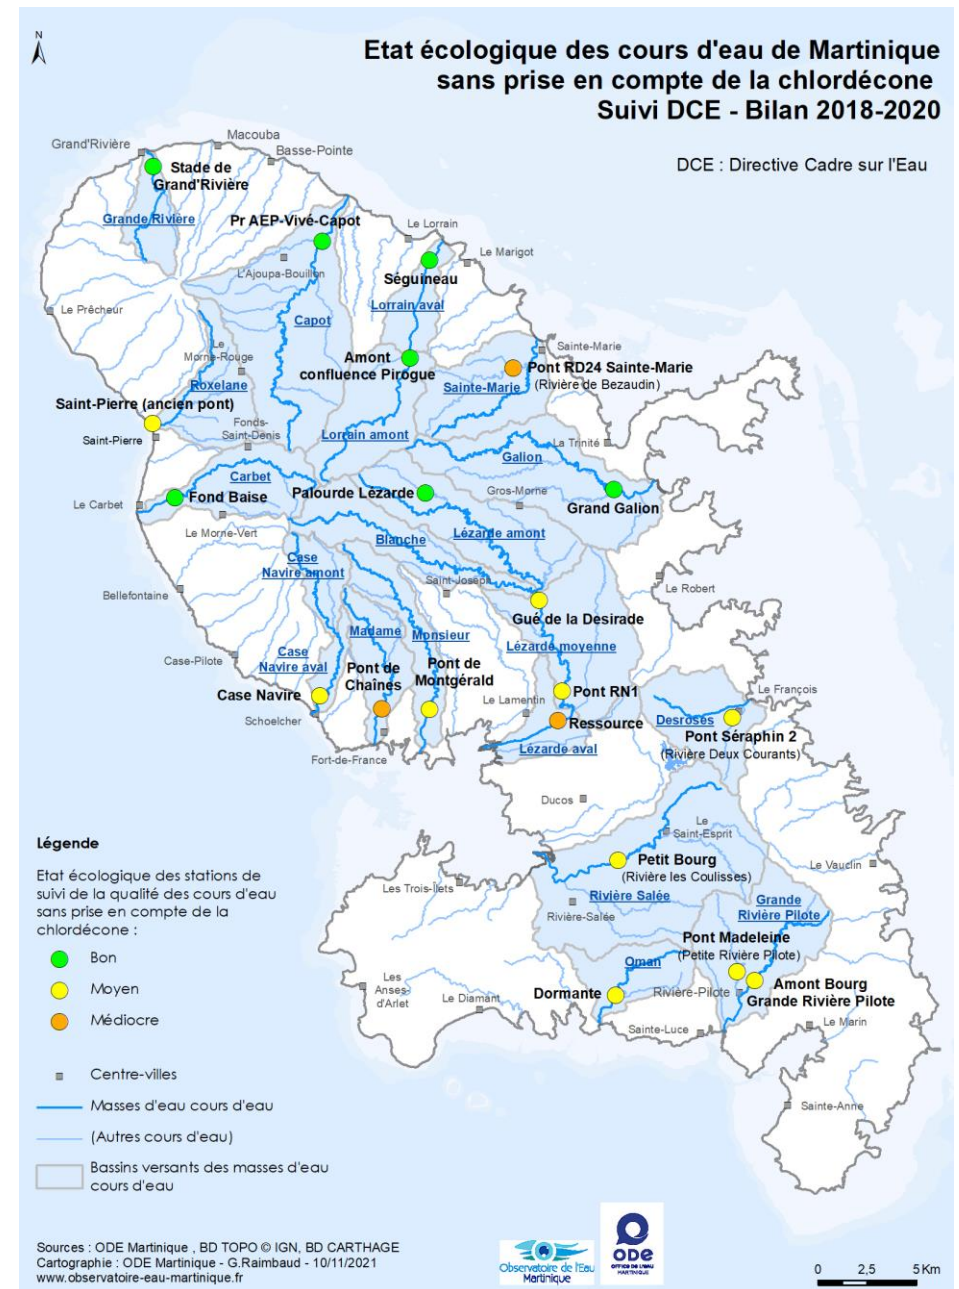 N
Etat écologique des cours d'eau de Martinique
sans prise en compte de la chlordécone
Suivi DCE - Bilan 2018-2020
DCE : Directive Cadre sur l'Eau
Grand'Rivière
Macouba
Basse-Pointe
Stade de
Grand'Rivière
Grande Rivière
Pr AEP-Vivé-Capot
Le Lorrain
Le Marigot
L'Ajoupa-Bouillon
Séguineau
Lorrain aval
Le Prêcheur
Capot
Le
Morne-Rouge
Amont
confluence Pirogue
Sainte-Marie
Pont RD24 Sainte-Marie
(Rivière de Bezaudin)
Sainte-Marie
Roxelane
Saint-Pierre (ancien pont)
Saint-Pierre
Fonds-
Saint-Denis
Lorrain amont
La Trinité
Galion
Carbet
Fond Baise
Le Carbet
Palourde Lézarde
Gros-Morne
Grand Galion
Le Morne-Vert
Blanche
Lézarde amont
Case
Navire amont
Saint-Joseph
Bellefontaine
Le Robert
Gué de la Desirade
Madame
Monsieur
Lézarde moyenne
Case-Pilote
Case
Navire aval
Pont de
Chaînes
Pont de
Montgérald
Case Navire
Pont RN1
Le Lamentin
Schoelcher
Ressource
Le François
Desroses
Pont Séraphin 2
(Rivière Deux Courants)
Lézarde aval
Fort-de-France
Ducos
Le
Saint-Esprit
Petit Bourg
(Rivière les Coulisses)
Le Vauclin
Les Trois-Îlets
Rivière Salée
Rivière-Salée
Grande
Rivière Pilote
Pont Madeleine
(Petite Rivière Pilote)
Oman
Les
Anses-
d'Arlet
Le Diamant
Dormante
Rivière-Pilote
Amont Bourg
Grande Rivière Pilote
Sainte-Luce
Le Marin
Sainte-Anne
Légende
Etat écologique des stations de
suivi de la qualité des cours d'eau
sans prise en compte de la
chlordécone :
Bon
Moyen
Médiocre
Centre-villes
Masses d'eau cours d'eau
(Autres cours d'eau)
Bassins versants des masses d'eau
cours d'eau
Sources : ODE Martinique , BD TOPO © IGN, BD CARTHAGE
Cartographie : ODE Martinique - G.Raimbaud - 10/11/2021
www.observatoire-eau-martinique.fr
Observatoire de l'Eau
Martinique
ODE
OFFICE DE L'EAU
MARTINIQUE
0 2,5 5 Km